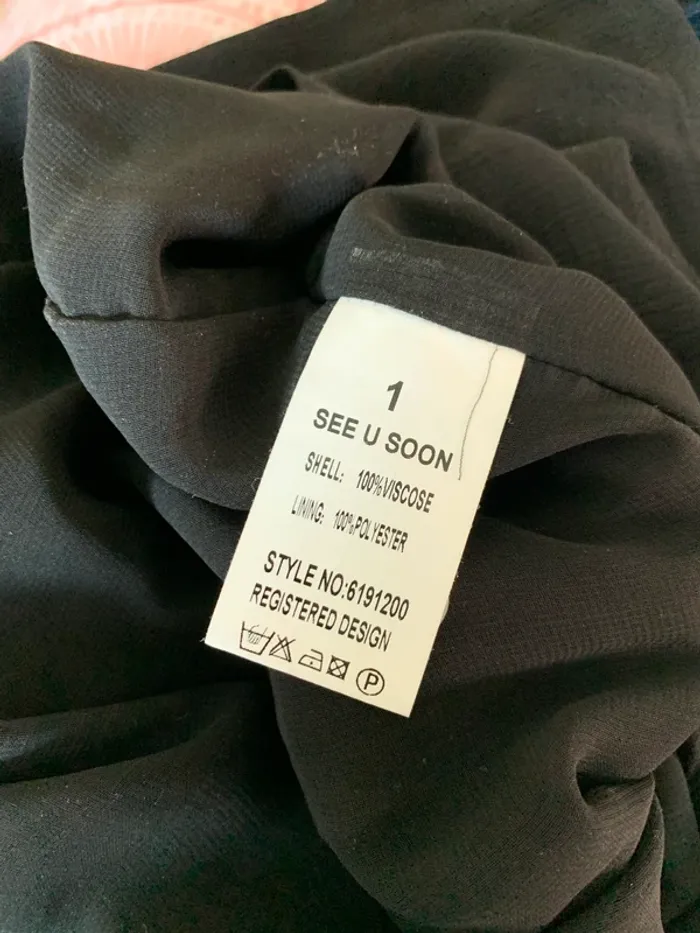 1
SEE U SOON
SHELL: 100%VISCOSE
LINING: 100%POLYESTER
STYLE NO:6191200
REGISTERED DESIGN
P